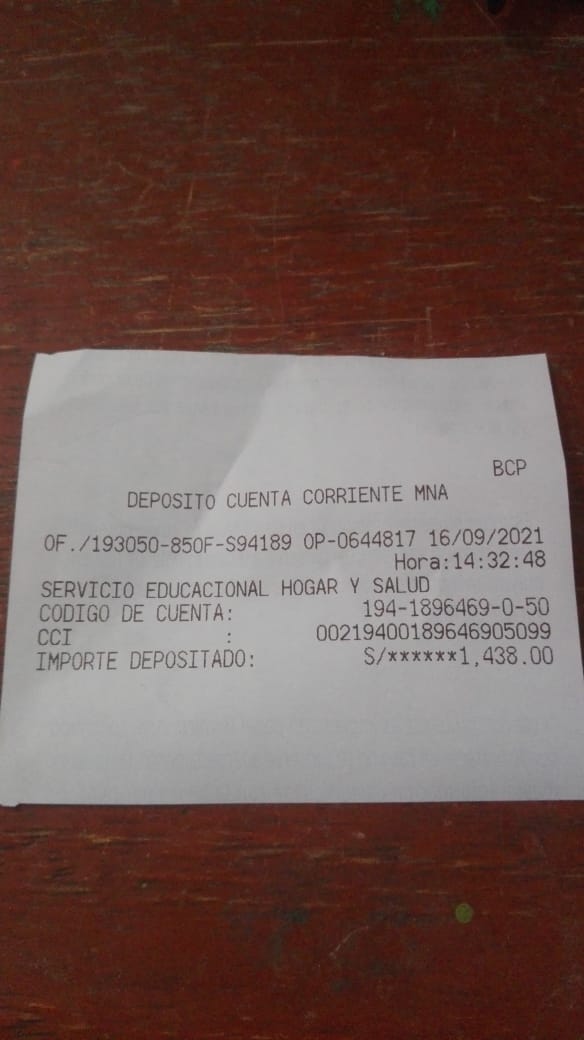 BCP
DEPOSITO CUENTA CORRIENTE MNA
OF./193050-850F-S94189 OP-0644817 16/09/2021
Hora:14:32:48
SERVICIO EDUCACIONAL HOGAR Y SALUD
CODIGO DE CUENTA: 194-1896469-0-50
CCI : 00219400189646905099
IMPORTE DEPOSITADO: S/******1,438.00